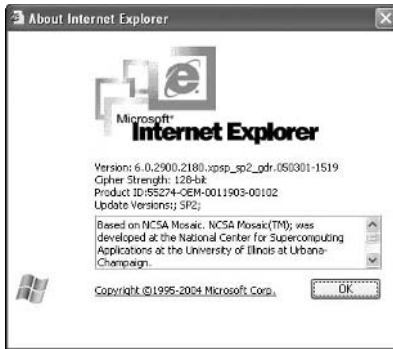 About Internet Explorer
Microsoft®
Internet Explorer
Version: 6.0.2900.2180.xpsp_sp2_gdr.050301-1519
Cipher Strength: 128-bit
Product ID:55274-OEM-0011903-00102
Update Versions:; SP2;
Based on NCSA Mosaic. NCSA Mosaic(TM); was
developed at the National Center for Supercomputing
Applications at the University of Illinois at Urbana-
Champaign.
Copyright ©1995-2004 Microsoft Corp.
OK